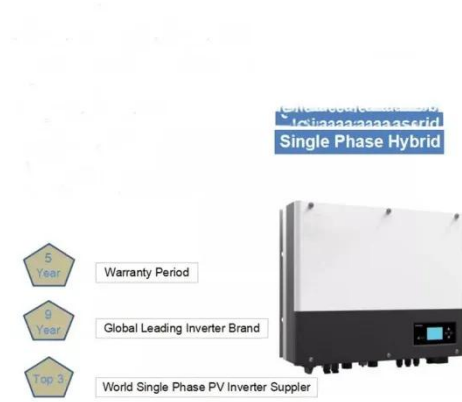 Single Phase Hybrid
5
Year
Warranty Period
9
Year
Global Leading Inverter Brand
Top 3
World Single Phase PV Inverter Suppler